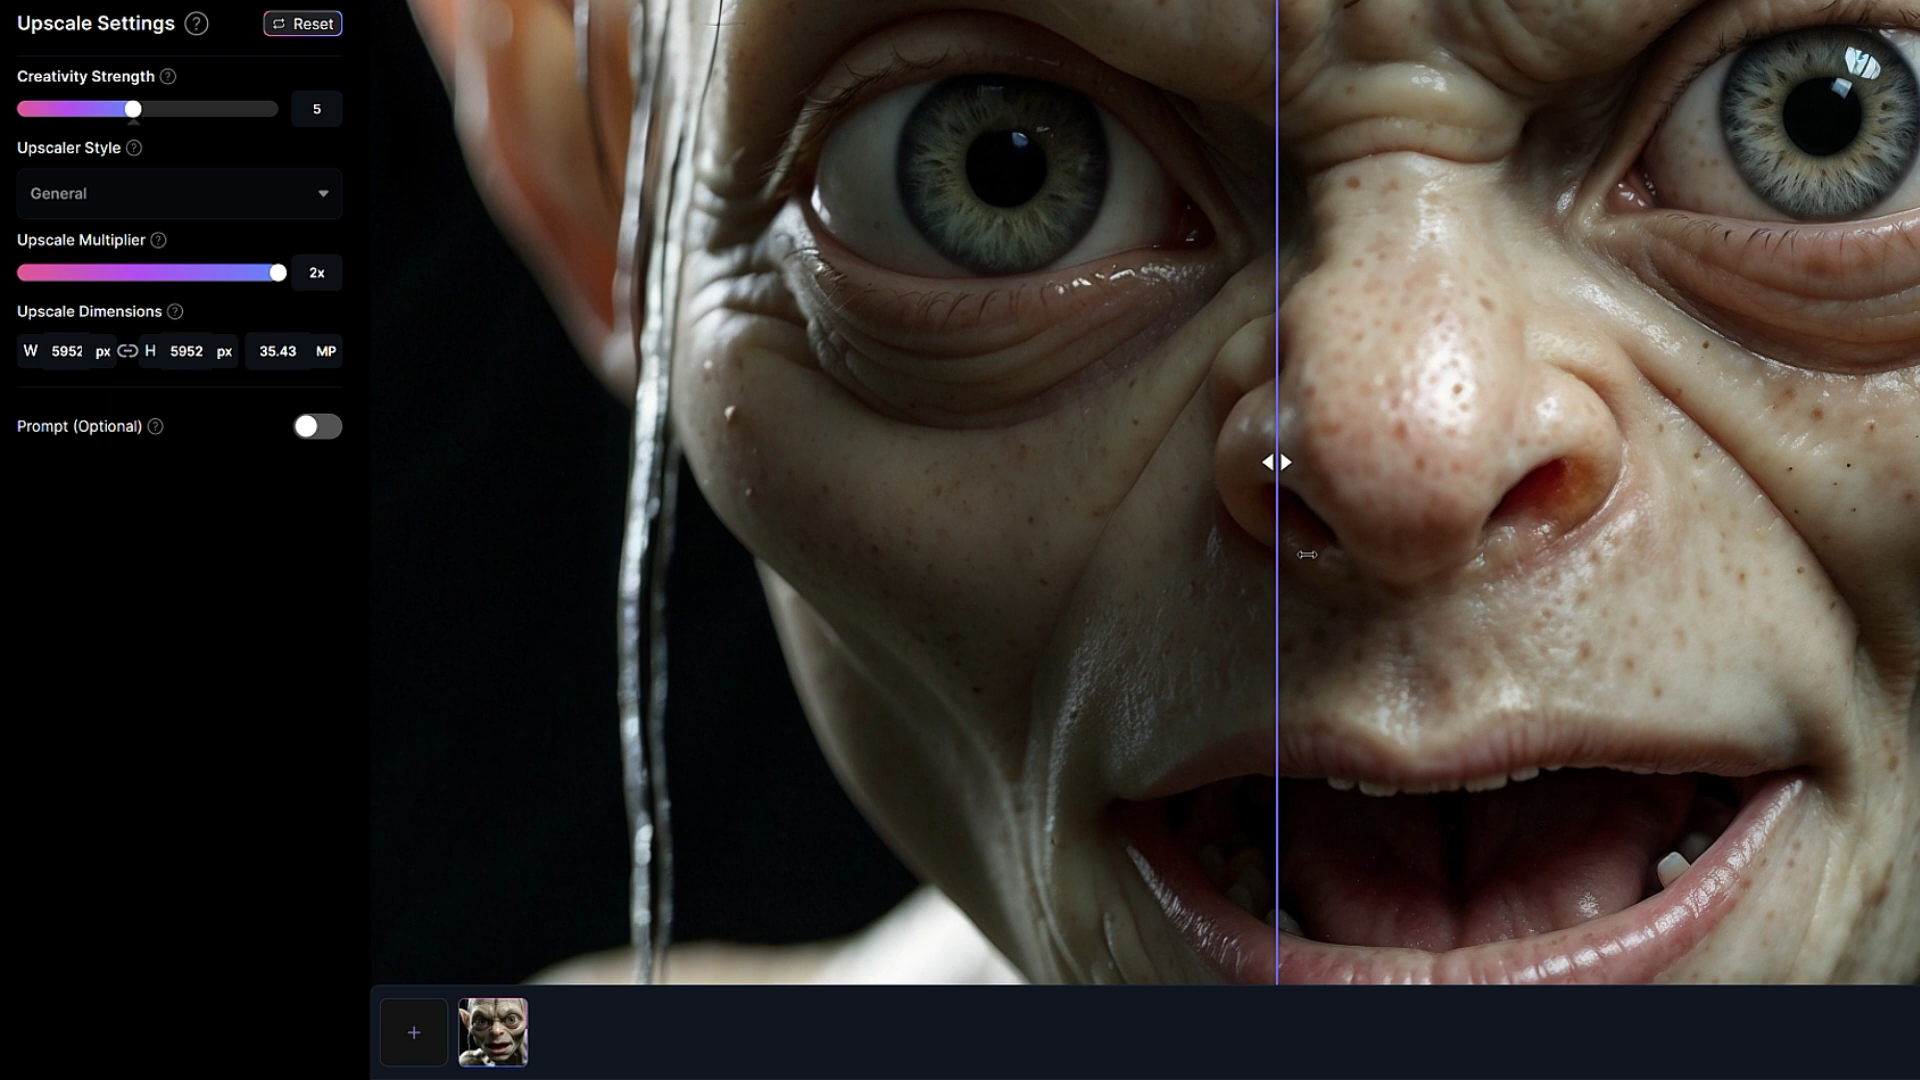 Upscale Settings ? Reset
Creativity Strength ?
5
Upscaler Style ?
General
Upscale Multiplier ?
2x
Upscale Dimensions ?
W 5952 px H 5952 px 35.43 MP
Prompt (Optional) ?
+